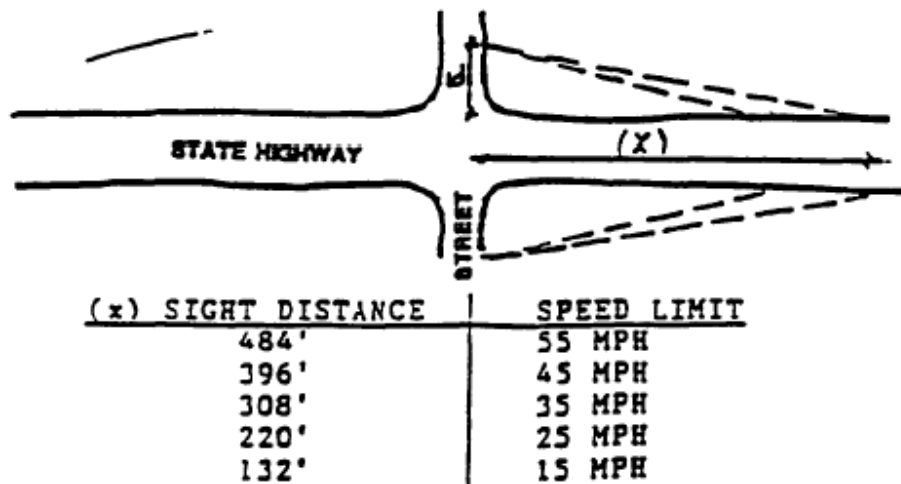 STATE HIGHWAY
(X)
STREET
(x) SIGHT DISTANCE SPEED LIMIT
484' 55 MPH
396' 45 MPH
308' 35 MPH
220' 25 MPH
132' 15 MPH